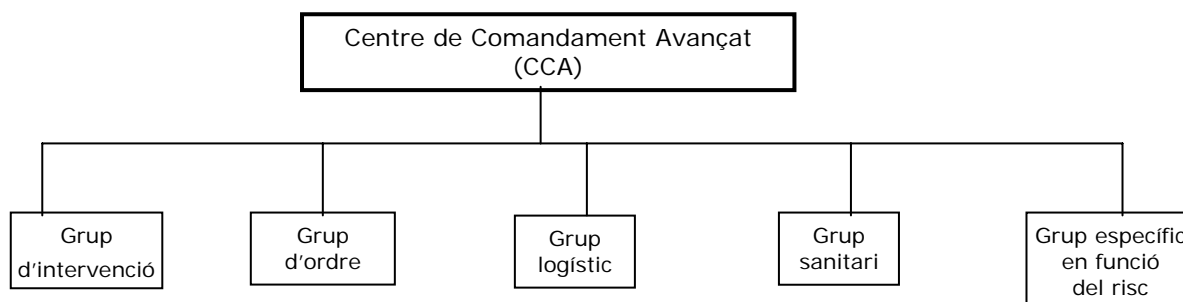 Centre de Comandament Avançat
(CCA)
Grup
d'intervenció
Grup
d'ordre
Grup
logístic
Grup
sanitari
Grup específic
en funció
del risc